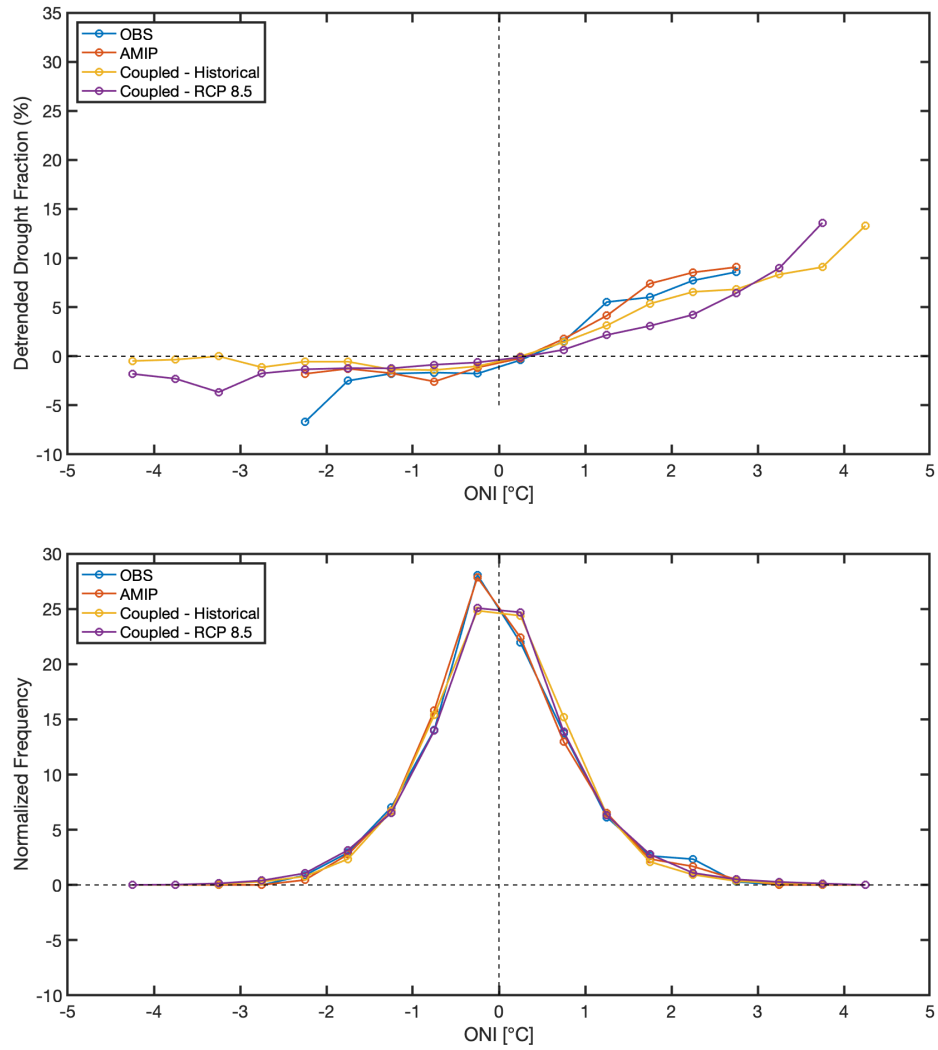 35
30
25
20
15
10
5
0
-5
-10
Detrended Drought Fraction (%)
OBS
AMIP
Coupled - Historical
Coupled - RCP 8.5
-5 -4 -3 -2 -1 0 1 2 3 4 5
ONI [°C]
30
25
20
15
10
5
0
-5
-10
Normalized Frequency
OBS
AMIP
Coupled - Historical
Coupled - RCP 8.5
-5 -4 -3 -2 -1 0 1 2 3 4 5
ONI [°C]